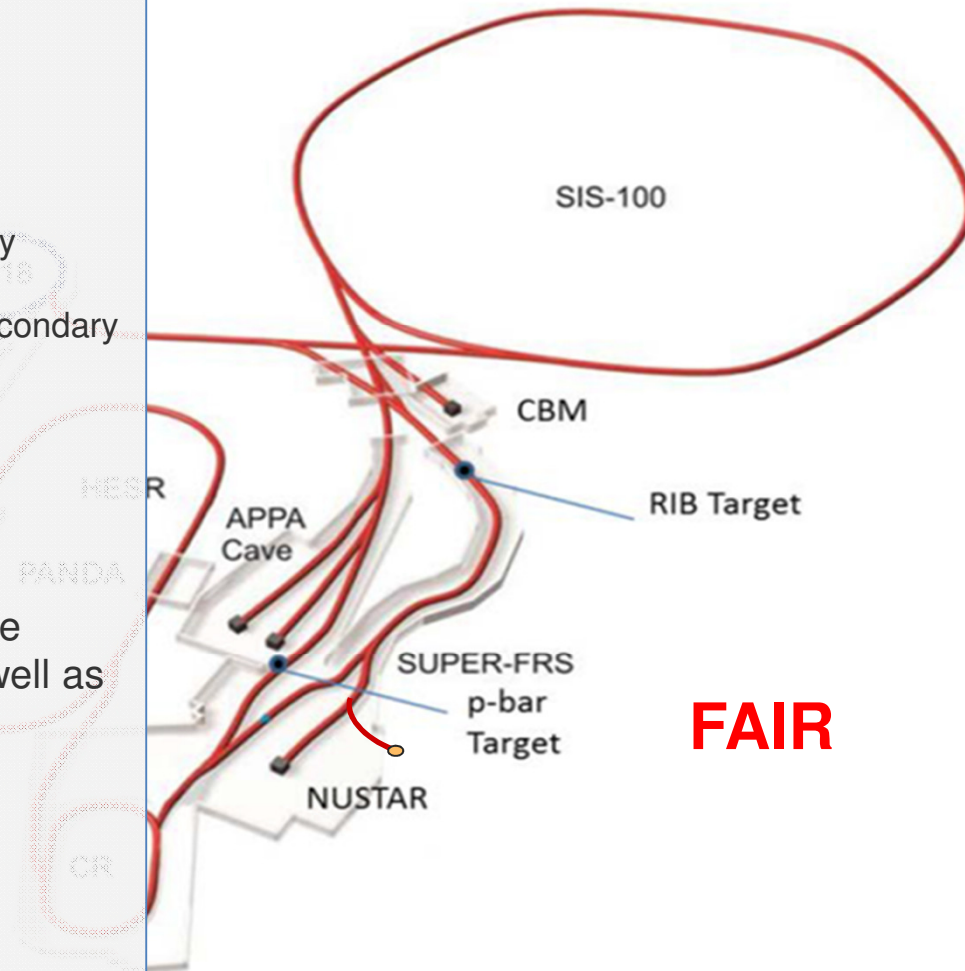 y
condary
e
well as
18
HESR
PANDA
CR
SIS-100
CBM
RIB Target
APPA
Cave
SUPER-FRS
p-bar
Target
NUSTAR
FAIR